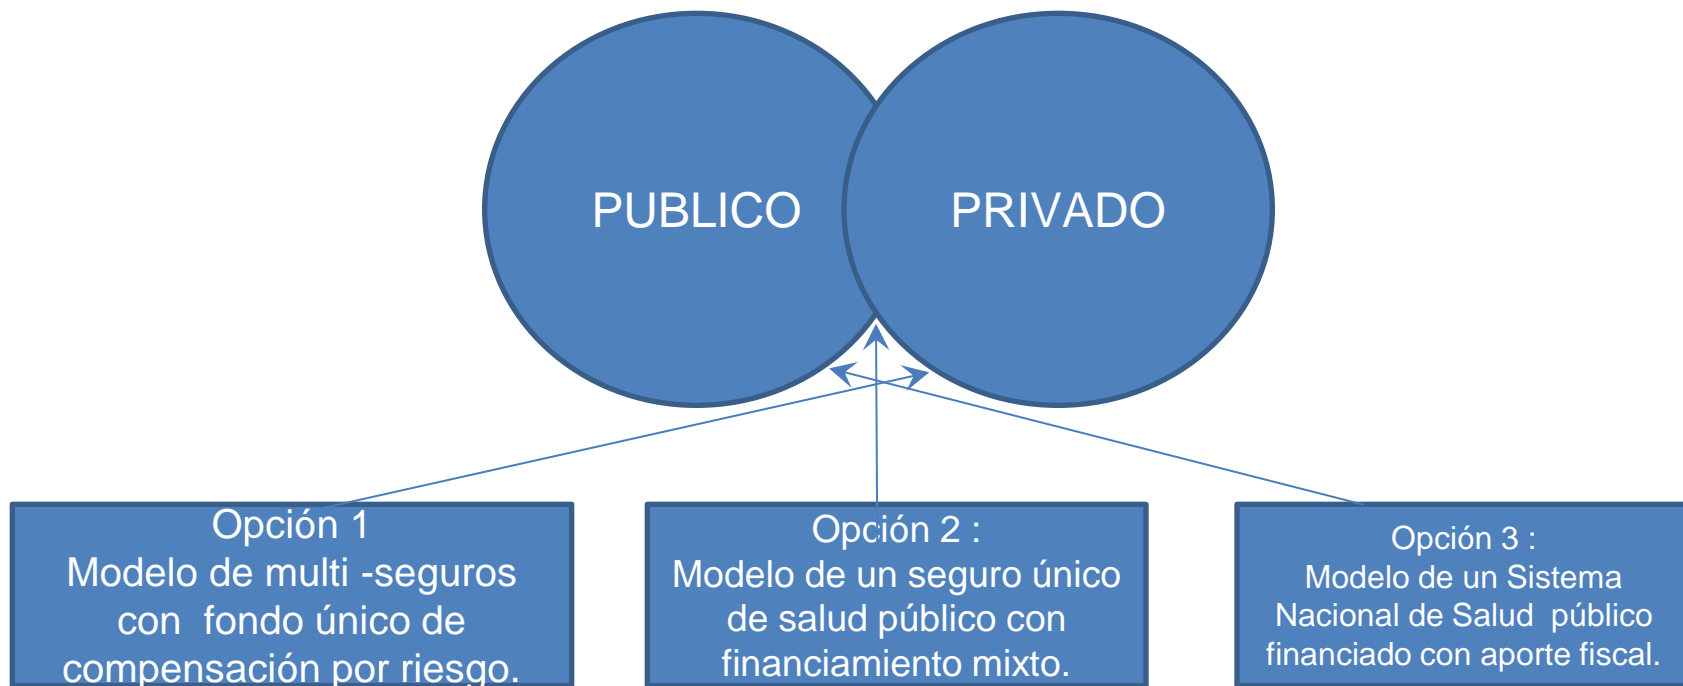 PUBLICO
PRIVADO
Opción 1
Modelo de multi -seguros
con fondo único de
compensación por riesgo.
Opción 2 :
Modelo de un seguro único
de salud público con
financiamiento mixto.
Opción 3 :
Modelo de un Sistema
Nacional de Salud público
financiado con aporte fiscal.